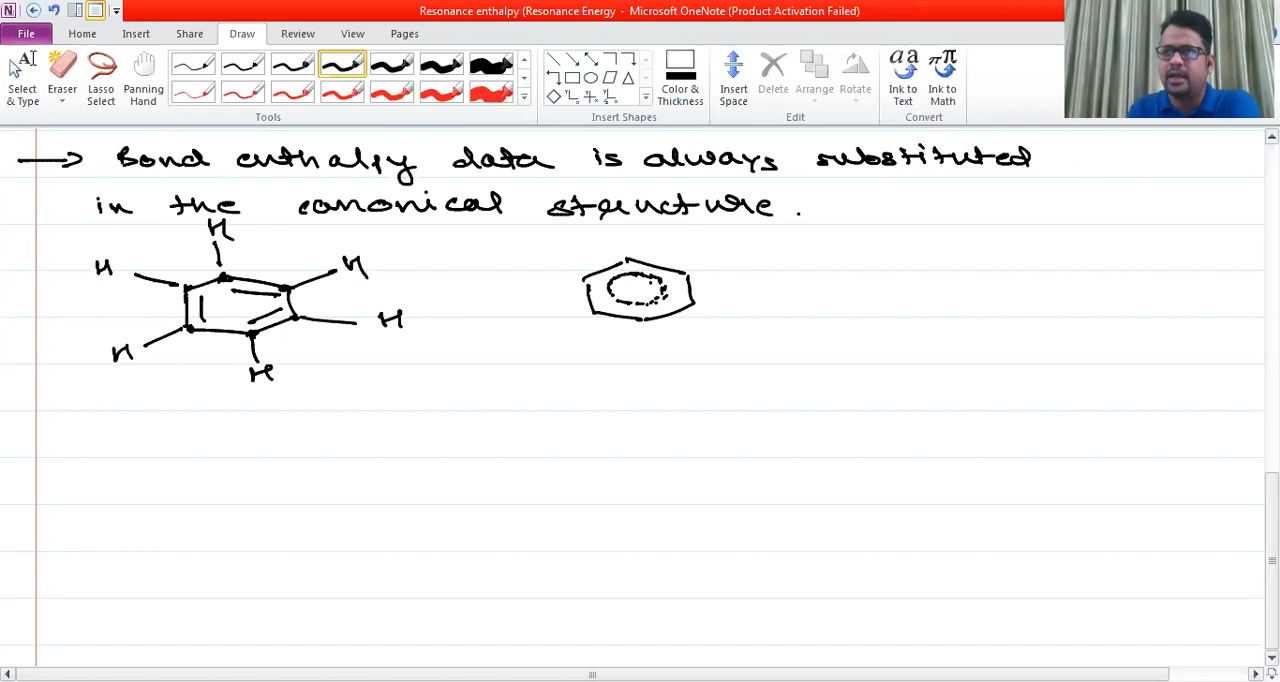 Resonance enthalpy (Resonance Energy - Microsoft OneNote (Product Activation Failed)
File Home Insert Share Draw Review View Pages
Select & Type Eraser Lasso Select Panning Hand Color & Thickness Insert Space Delete Arrange Rotate Ink to Text Ink to Math
Tools Insert Shapes Edit Convert
→ Bond enthalpy data is always substituted
in the canonical structure.
H
H H
H
H
H